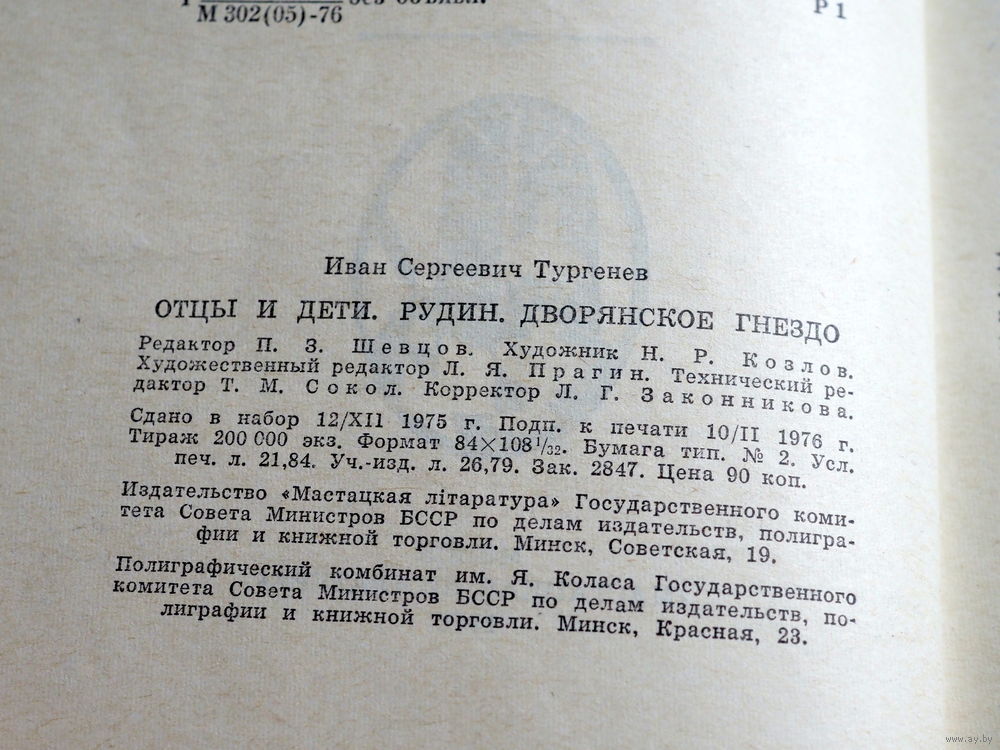 М 302(05)-76
Р 1
Иван Сергеевич Тургенев
ОТЦЫ И ДЕТИ. РУДИН. ДВОРЯНСКОЕ ГНЕЗДО
Редактор П. З. Шевцов. Художник Н. Р. Козлов.
Художественный редактор Л. Я. Прагин. Технический ре-
дактор Т. М. Сокол. Корректор Л. Г. Законникова.
Сдано в набор 12/XII 1975 г. Подп. к печати 10/II 1976 г.
Тираж 200 000 экз. Формат 84×108 1/32. Бумага тип. № 2. Усл.
печ. л. 21,84. Уч.-изд. л. 26,79. Зак. 2847. Цена 90 коп.
Издательство «Мастацкая літаратура» Государственного коми-
тета Совета Министров БССР по делам издательств, полигра-
фии и книжной торговли. Минск, Советская, 19.
Полиграфический комбинат им. Я. Коласа Государственного
комитета Совета Министров БССР по делам издательств, по-
лиграфии и книжной торговли. Минск, Красная, 23.
www.ay.by